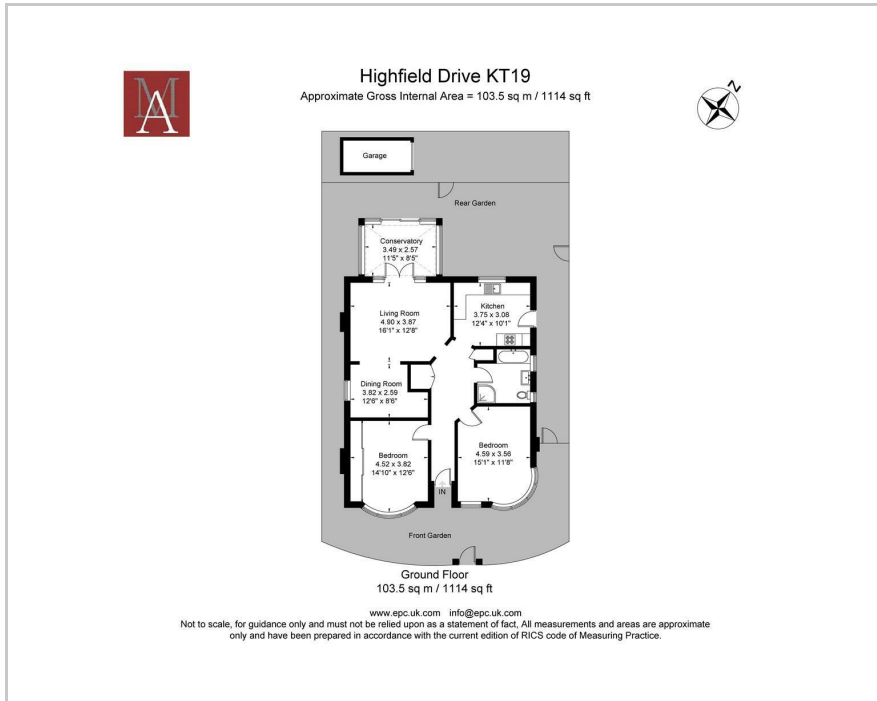 MA
Highfield Drive KT19
Approximate Gross Internal Area = 103.5 sq m / 1114 sq ft
N
Garage
Rear Garden
Conservatory
3.49 x 2.57
11'5" x 8'5"
Living Room
4.90 x 3.87
16'1" x 12'8"
Kitchen
3.75 x 3.08
12'4" x 10'1"
Dining Room
3.82 x 2.59
12'6" x 8'6"
Bedroom
4.52 x 3.82
14'10" x 12'6"
Bedroom
4.59 x 3.56
15'1" x 11'8"
IN
Front Garden
Ground Floor
103.5 sq m / 1114 sq ft
www.epc.uk.com info@epc.uk.com
Not to scale, for guidance only and must not be relied upon as a statement of fact, All measurements and areas are approximate
only and have been prepared in accordance with the current edition of RICS code of Measuring Practice.